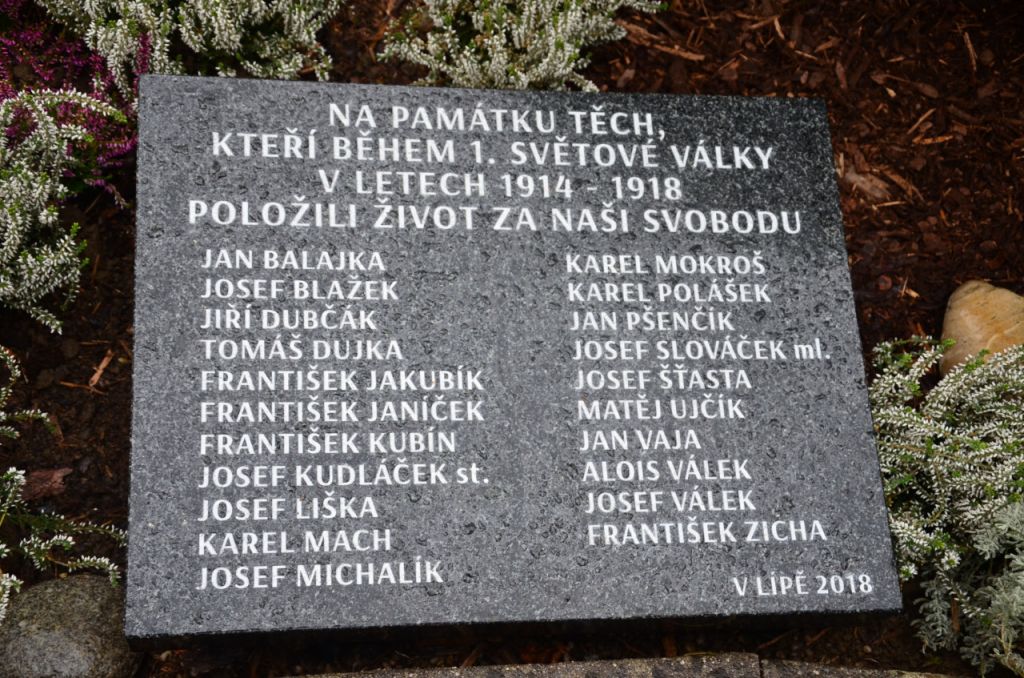 NA PAMÁTKU TĚCH,
KTEŘÍ BĚHEM 1. SVĚTOVÉ VÁLKY
V LETECH 1914 - 1918
POLOŽILI ŽIVOT ZA NAŠI SVOBODU
JAN BALAJKA
JOSEF BLAŽEK
JIŘÍ DUBČÁK
TOMÁŠ DUJKA
FRANTIŠEK JAKUBÍK
FRANTIŠEK JANÍČEK
FRANTIŠEK KUBÍN
JOSEF KUDLÁČEK st.
JOSEF LIŠKA
KAREL MACH
JOSEF MICHALÍK
KAREL MOKROŠ
KAREL POLÁŠEK
JAN PŠENČÍK
JOSEF SLOVÁČEK ml.
JOSEF ŠŤASTA
MATĚJ UJČÍK
JAN VAJA
ALOIS VÁLEK
JOSEF VÁLEK
FRANTIŠEK ZICHA
V LÍPĚ 2018